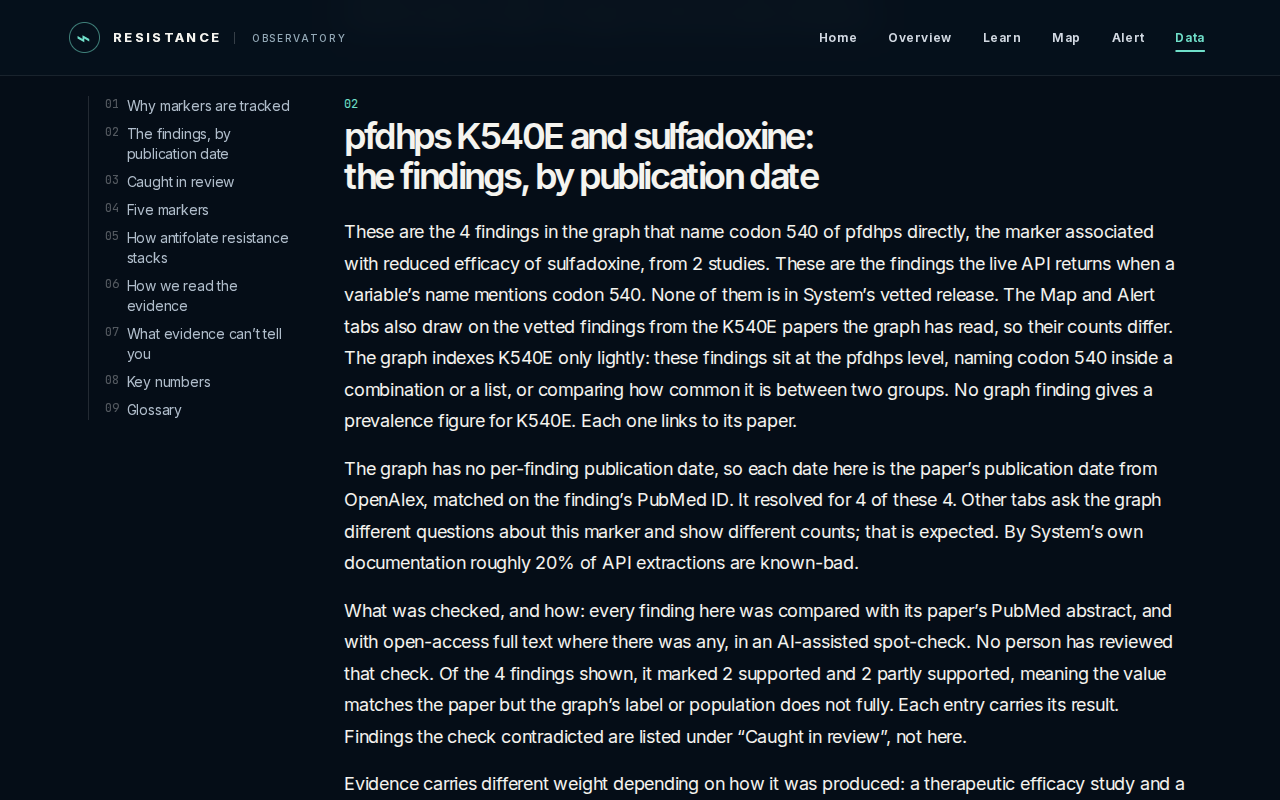 RESISTANCE | OBSERVATORY
Home Overview Learn Map Alert Data
01 Why markers are tracked
02 The findings, by
publication date
03 Caught in review
04 Five markers
05 How antifolate resistance
stacks
06 How we read the
evidence
07 What evidence can’t tell
you
08 Key numbers
09 Glossary
02
pfdhps K540E and sulfadoxine:
the findings, by publication date
These are the 4 findings in the graph that name codon 540 of pfdhps directly, the marker associated
with reduced efficacy of sulfadoxine, from 2 studies. These are the findings the live API returns when a
variable’s name mentions codon 540. None of them is in System’s vetted release. The Map and Alert
tabs also draw on the vetted findings from the K540E papers the graph has read, so their counts differ.
The graph indexes K540E only lightly: these findings sit at the pfdhps level, naming codon 540 inside a
combination or a list, or comparing how common it is between two groups. No graph finding gives a
prevalence figure for K540E. Each one links to its paper.
The graph has no per-finding publication date, so each date here is the paper’s publication date from
OpenAlex, matched on the finding’s PubMed ID. It resolved for 4 of these 4. Other tabs ask the graph
different questions about this marker and show different counts; that is expected. By System’s own
documentation roughly 20% of API extractions are known-bad.
What was checked, and how: every finding here was compared with its paper’s PubMed abstract, and
with open-access full text where there was any, in an AI-assisted spot-check. No person has reviewed
that check. Of the 4 findings shown, it marked 2 supported and 2 partly supported, meaning the value
matches the paper but the graph’s label or population does not fully. Each entry carries its result.
Findings the check contradicted are listed under “Caught in review”, not here.
Evidence carries different weight depending on how it was produced: a therapeutic efficacy study and a